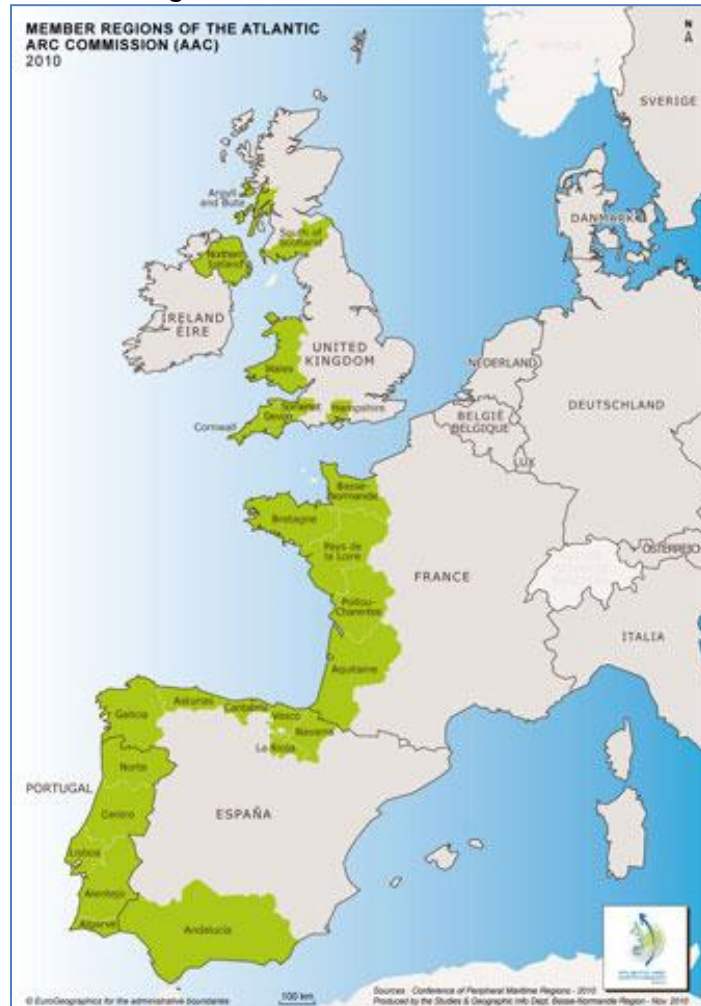 MEMBER REGIONS OF THE ATLANTIC
ARC COMMISSION (AAC)
2010
N
SVERIGE
Argyll
and Bute
South of
Scotland
DANMARK
Northern
Ireland
IRELAND
ÉIRE
UNITED
KINGDOM
Wales
NEDERLAND
DEUTSCHLAND
Somerset
Devon
Hampshire
Cornwall
BELGIË
BELGIQUE
LUX
Basse-
Normandie
Bretagne
Pays de
la Loire
ÖSTERREICH
FRANCE
Poitou-
Charentes
ITALIA
Aquitaine
Galicia
Asturias
Cantabria
Vasco
Navarra
La Rioja
Norte
PORTUGAL
ESPAÑA
Centro
Lisboa
Alentejo
Algarve
Andalucía
100 km
© EuroGeographics for the administrative boundaries
Sources : Conference of Peripheral Maritime Regions - 2010
Produced by the Studies & Geographic Info Dept, Basse-Normandie Region - Nov. 2010